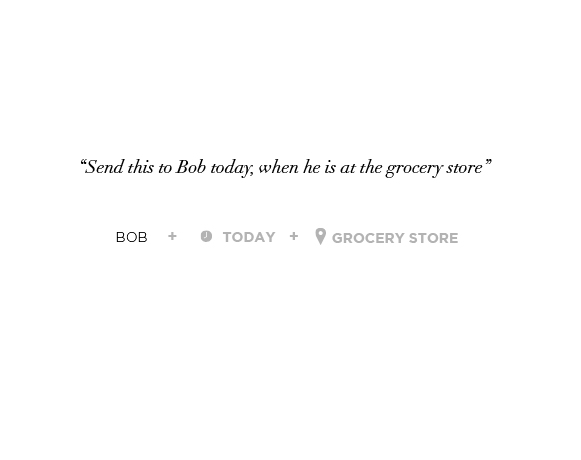 “Send this to Bob today, when he is at the grocery store”
BOB + TODAY + GROCERY STORE